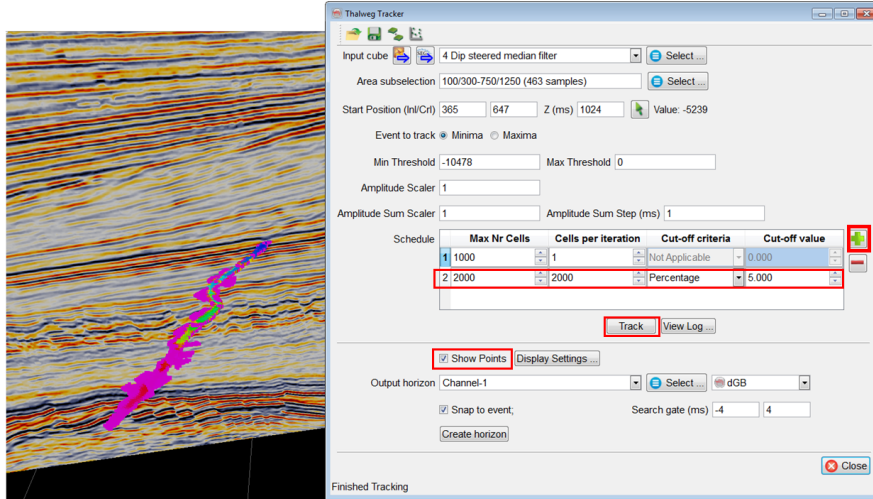 Thalweg Tracker
Input cube 4 Dip steered median filter Select ...
Area subselection 100/300-750/1250 (463 samples) Select ...
Start Position (Inl/Crl) 365 647 Z (ms) 1024 Value: -5239
Event to track Minima Maxima
Min Threshold -10478 Max Threshold 0
Amplitude Scaler 1
Amplitude Sum Scaler 1 Amplitude Sum Step (ms) 1
Schedule Max Nr Cells Cells per iteration Cut-off criteria Cut-off value
1 1000 1 Not Applicable 0.000
2 2000 2000 Percentage 5.000
Track View Log ...
Show Points Display Settings ...
Output horizon Channel-1 Select ... dGB
Snap to event; Search gate (ms) -4 4
Create horizon
Close
Finished Tracking